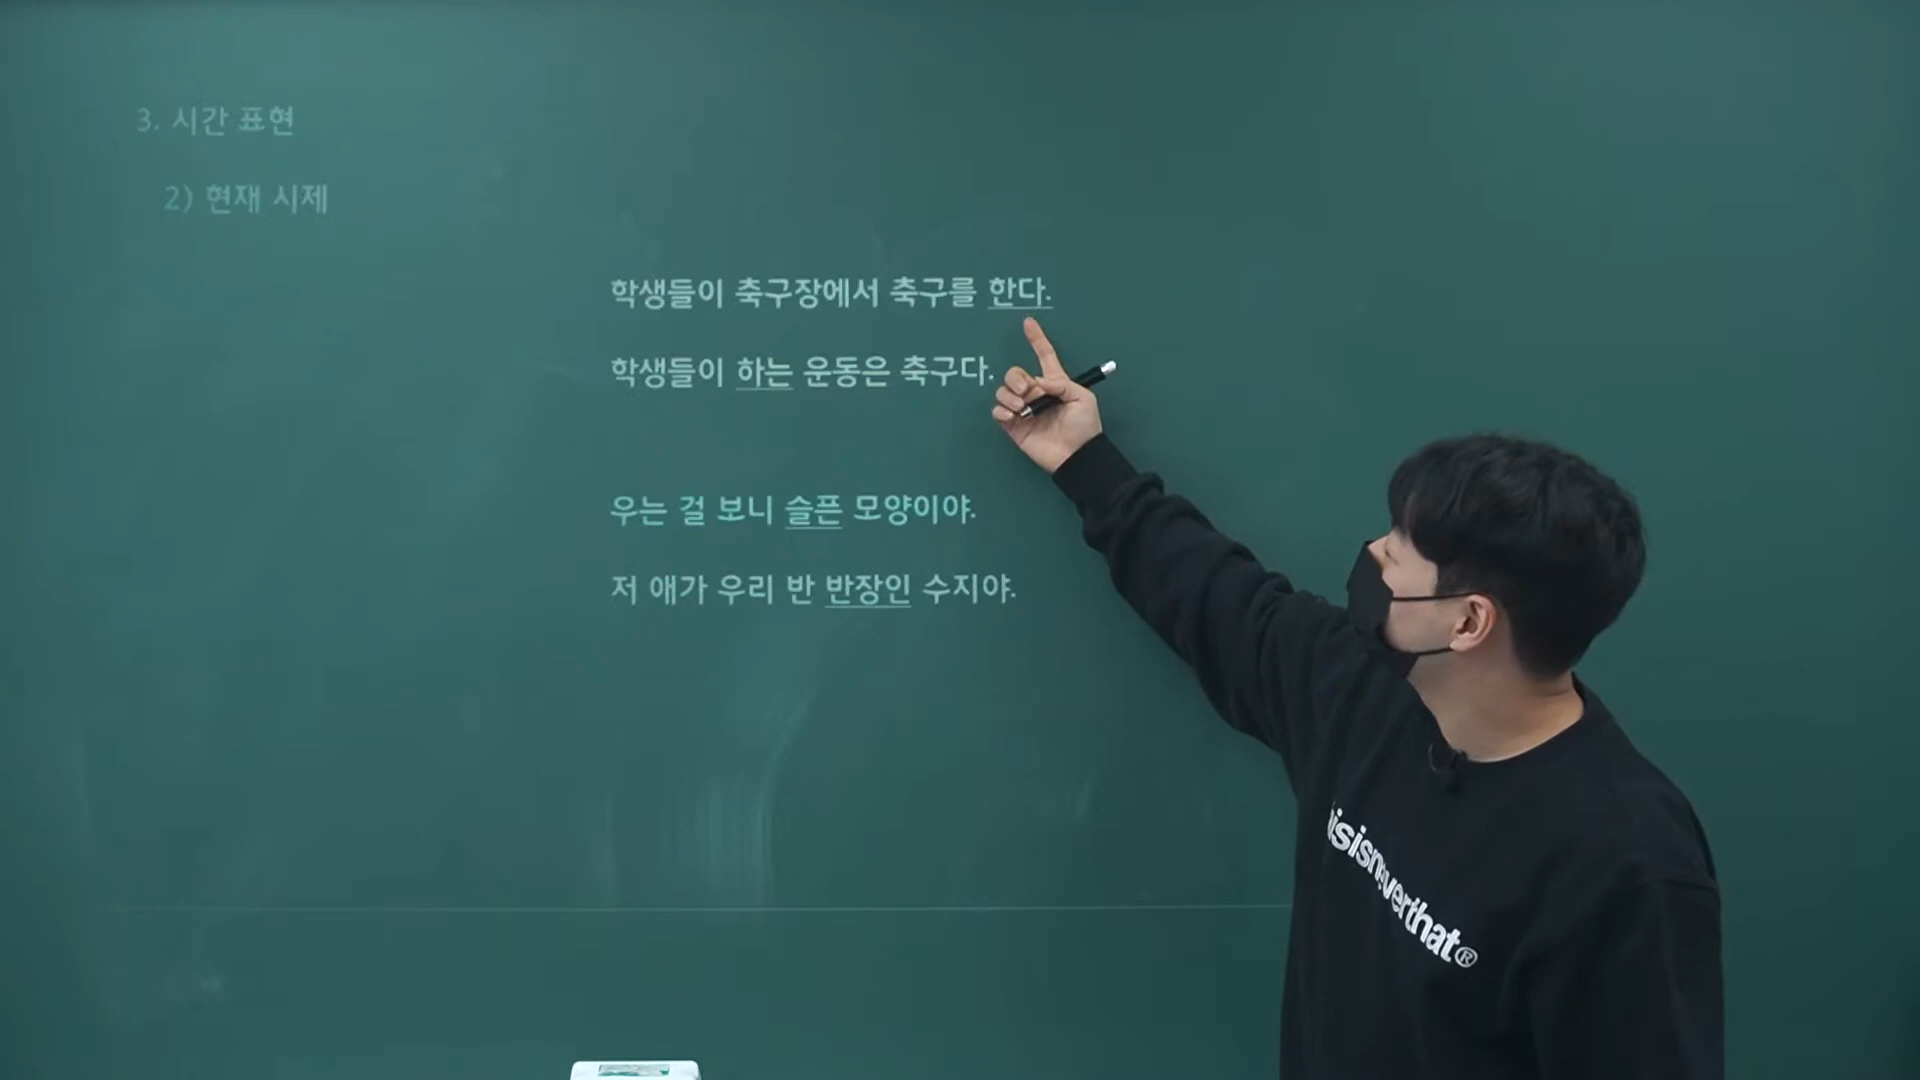 3. 시간 표현
2) 현재 시제
학생들이 축구장에서 축구를 한다.
학생들이 하는 운동은 축구다.
우는 걸 보니 슬픈 모양이야.
저 애가 우리 반 반장인 수지야.
isisneverthat®